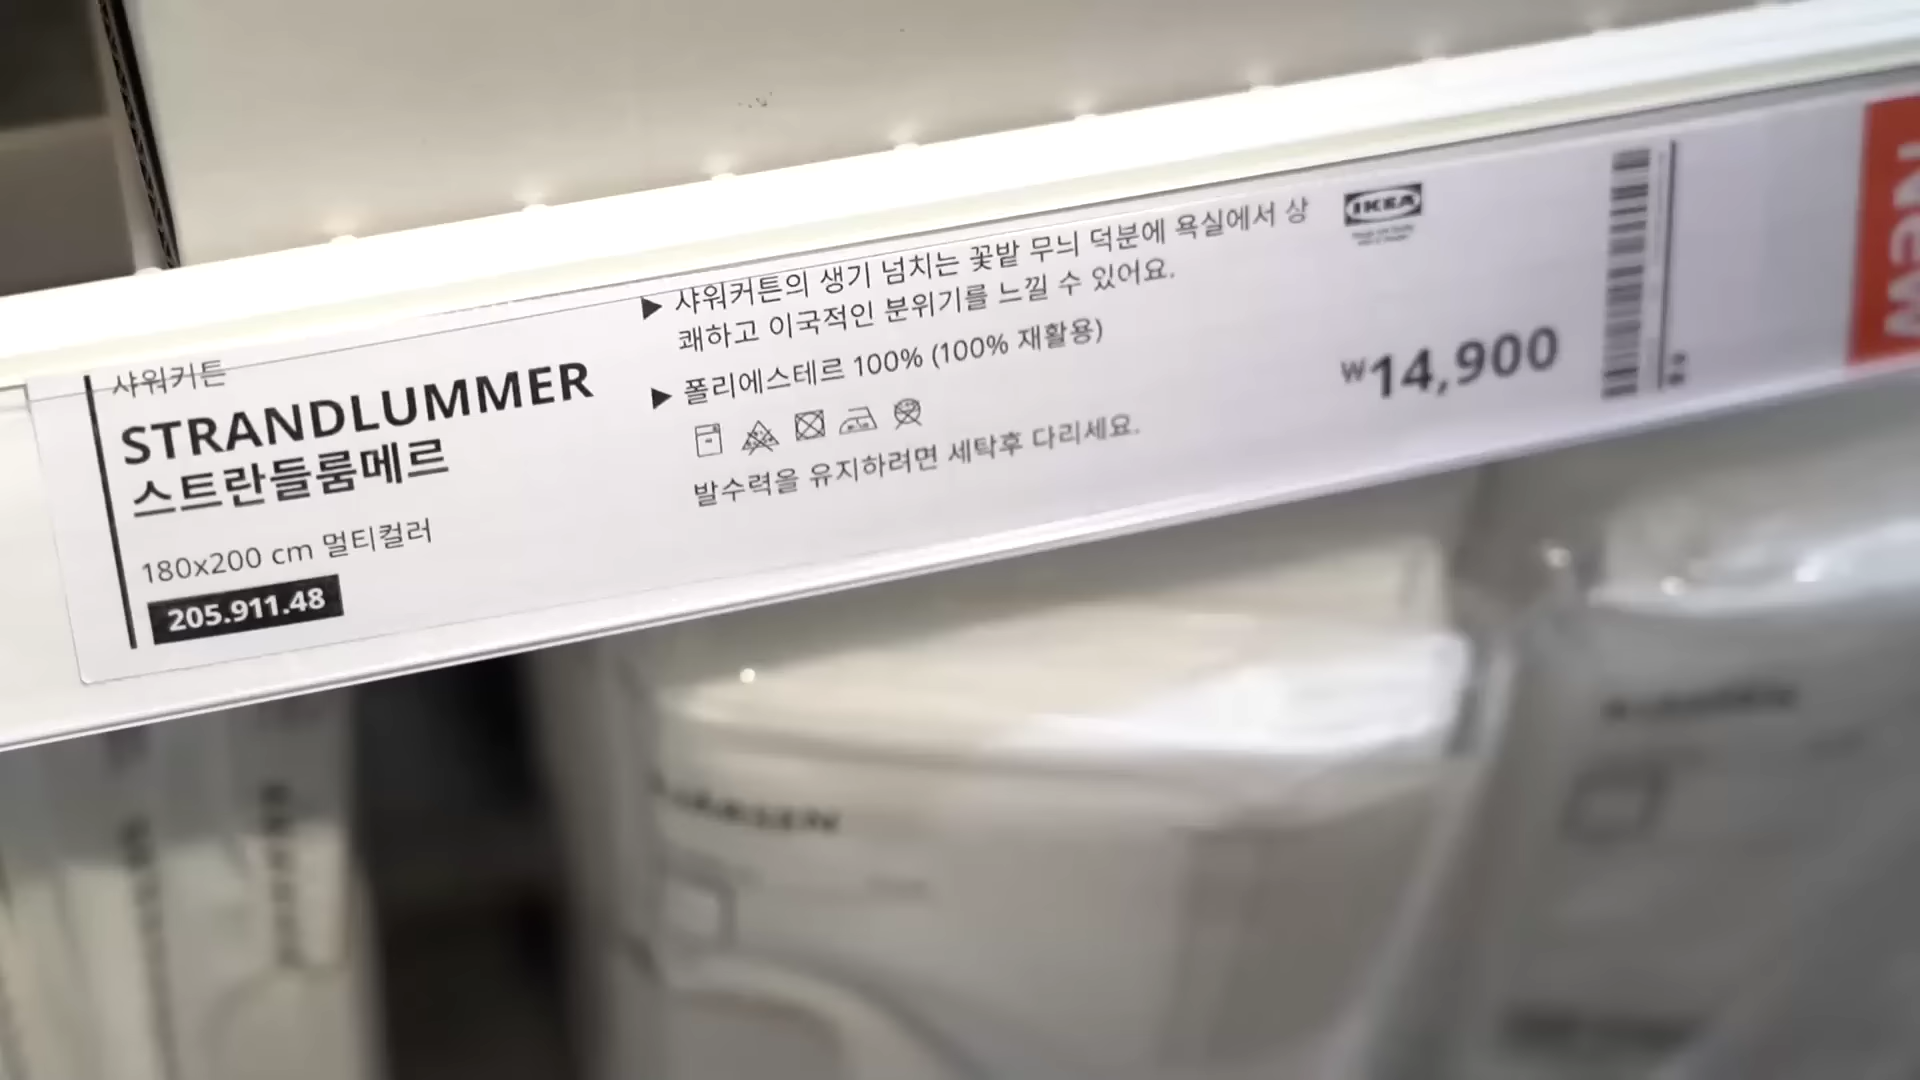 샤워커튼
STRANDLUMMER
스트란들룸메르
180x200 cm 멀티컬러
205.911.48
▶ 샤워커튼의 생기 넘치는 꽃밭 무늬 덕분에 욕실에서 상
쾌하고 이국적인 분위기를 느낄 수 있어요.
▶ 폴리에스테르 100% (100% 재활용)
발수력을 유지하려면 세탁후 다리세요.
IKEA
₩14,900
New